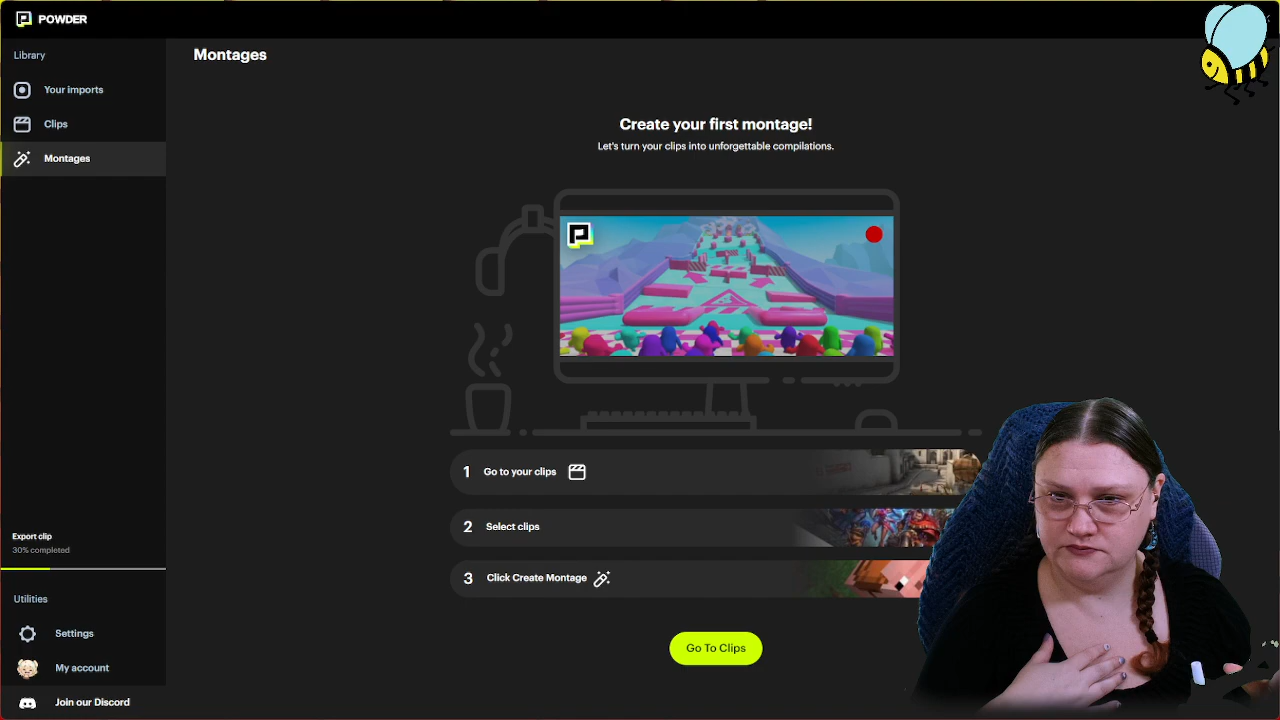 POWDER
Library
Your imports
Clips
Montages
Export clip
30% completed
Utilities
Settings
My account
Join our Discord
Montages
Create your first montage!
Let's turn your clips into unforgettable compilations.
1 Go to your clips
2 Select clips
3 Click Create Montage
Go To Clips